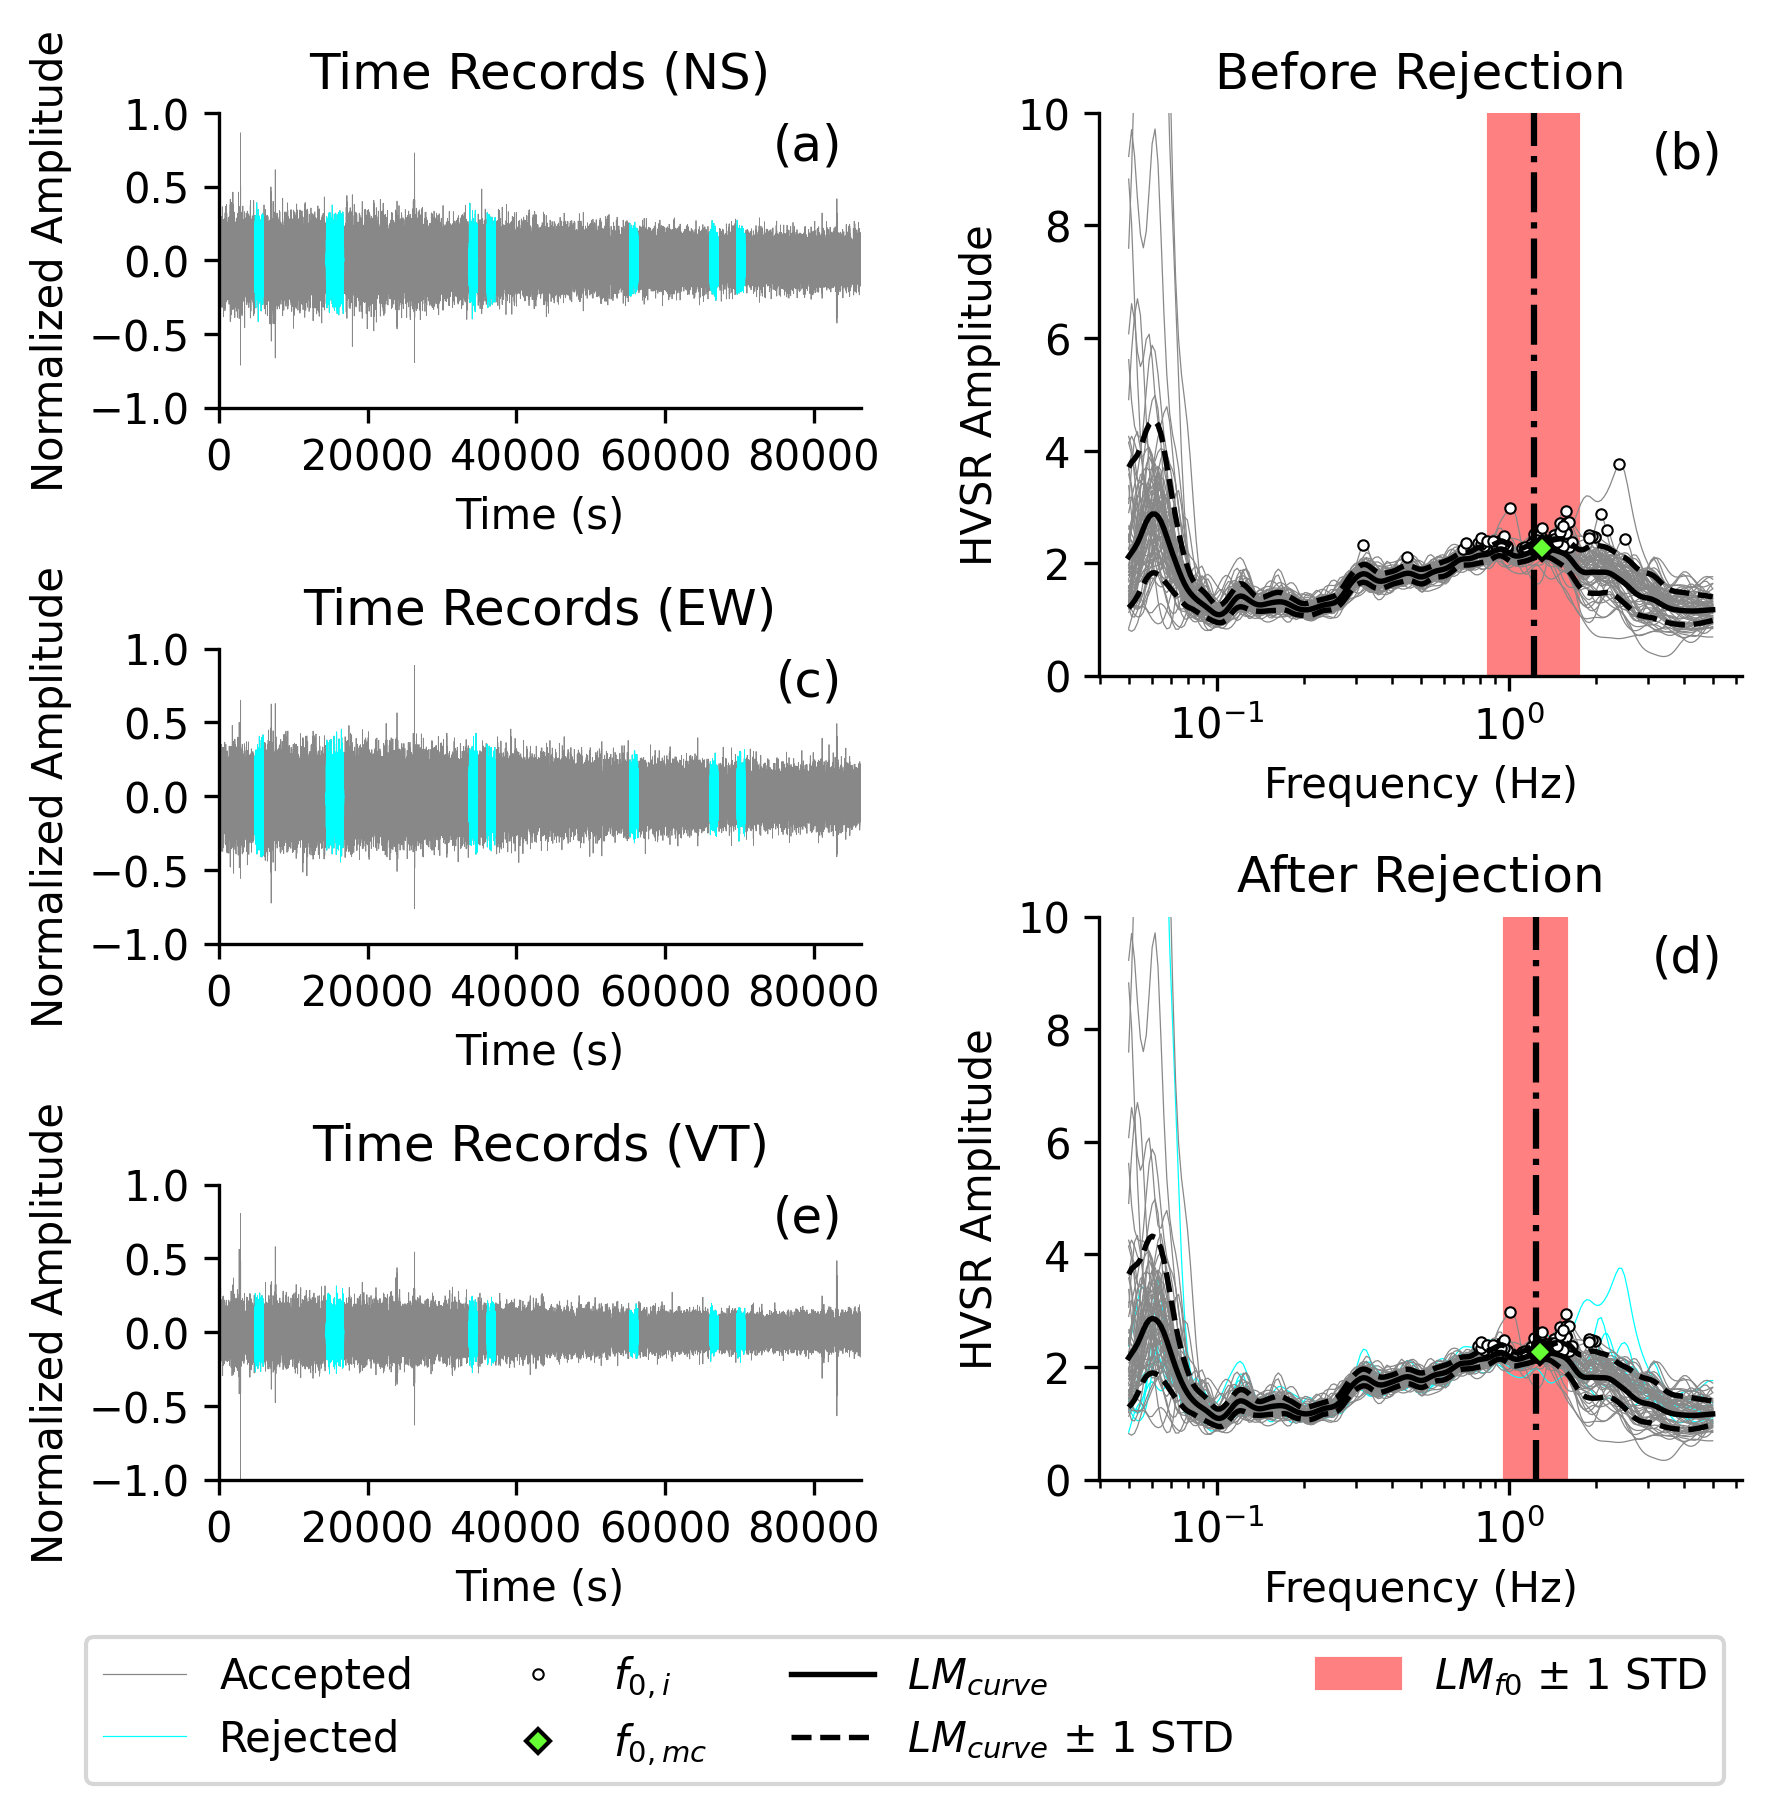 Time Records (NS)
(a)
Normalized Amplitude
1.0
0.5
0.0
−0.5
−1.0
0 20000 40000 60000 80000
Time (s)
Before Rejection
(b)
HVSR Amplitude
10
8
6
4
2
0
10⁻¹ 10⁰
Frequency (Hz)
Time Records (EW)
(c)
Normalized Amplitude
1.0
0.5
0.0
−0.5
−1.0
0 20000 40000 60000 80000
Time (s)
After Rejection
(d)
HVSR Amplitude
10
8
6
4
2
0
10⁻¹ 10⁰
Frequency (Hz)
Time Records (VT)
(e)
Normalized Amplitude
1.0
0.5
0.0
−0.5
−1.0
0 20000 40000 60000 80000
Time (s)
Accepted
Rejected
f0,i
f0,mc
LMcurve
LMcurve ± 1 STD
LMf0 ± 1 STD